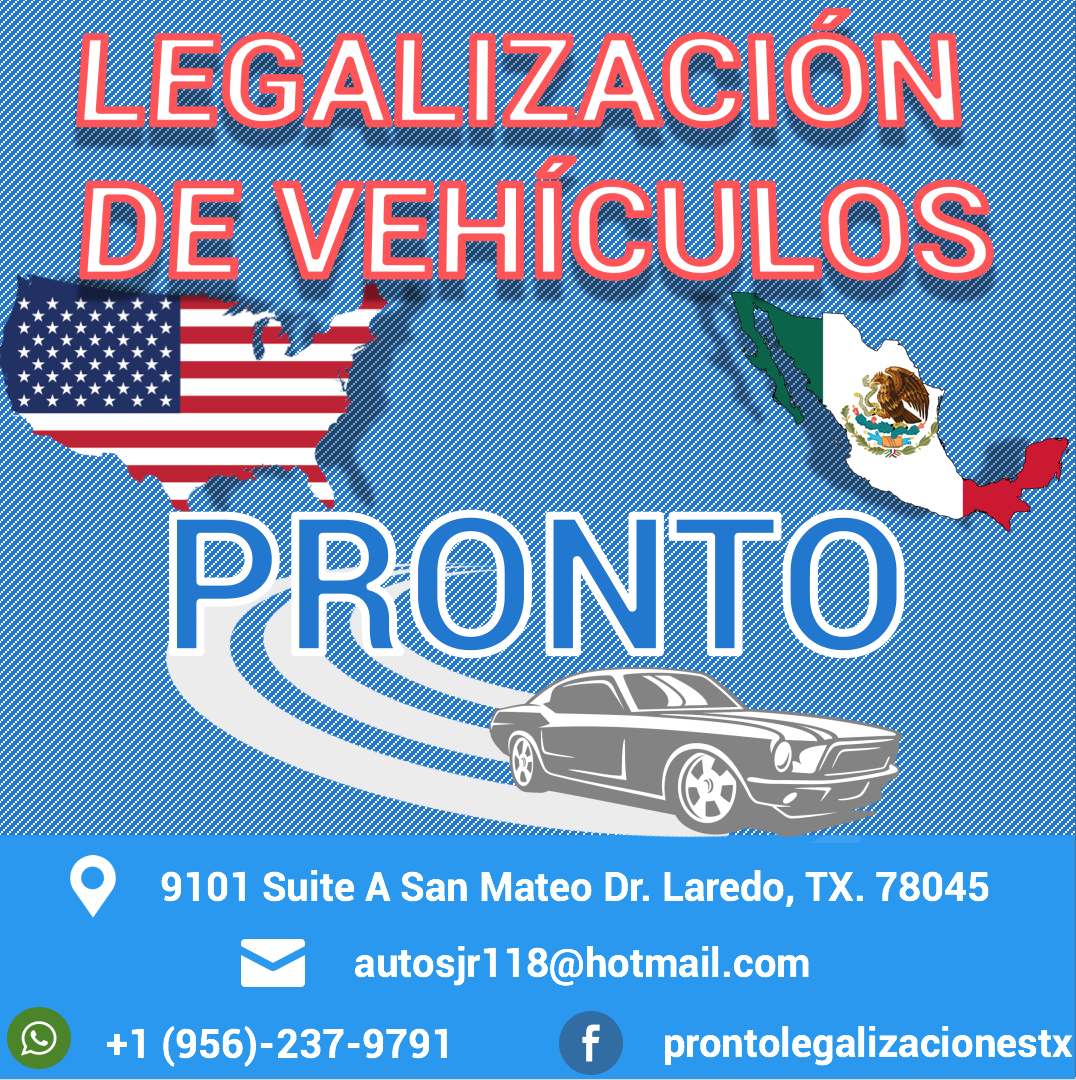 LEGALIZACIÓN
DE VEHÍCULOS
PRONTO
9101 Suite A San Mateo Dr. Laredo, TX. 78045
autosjr118@hotmail.com
+1 (956)-237-9791
prontolegalizacionestx